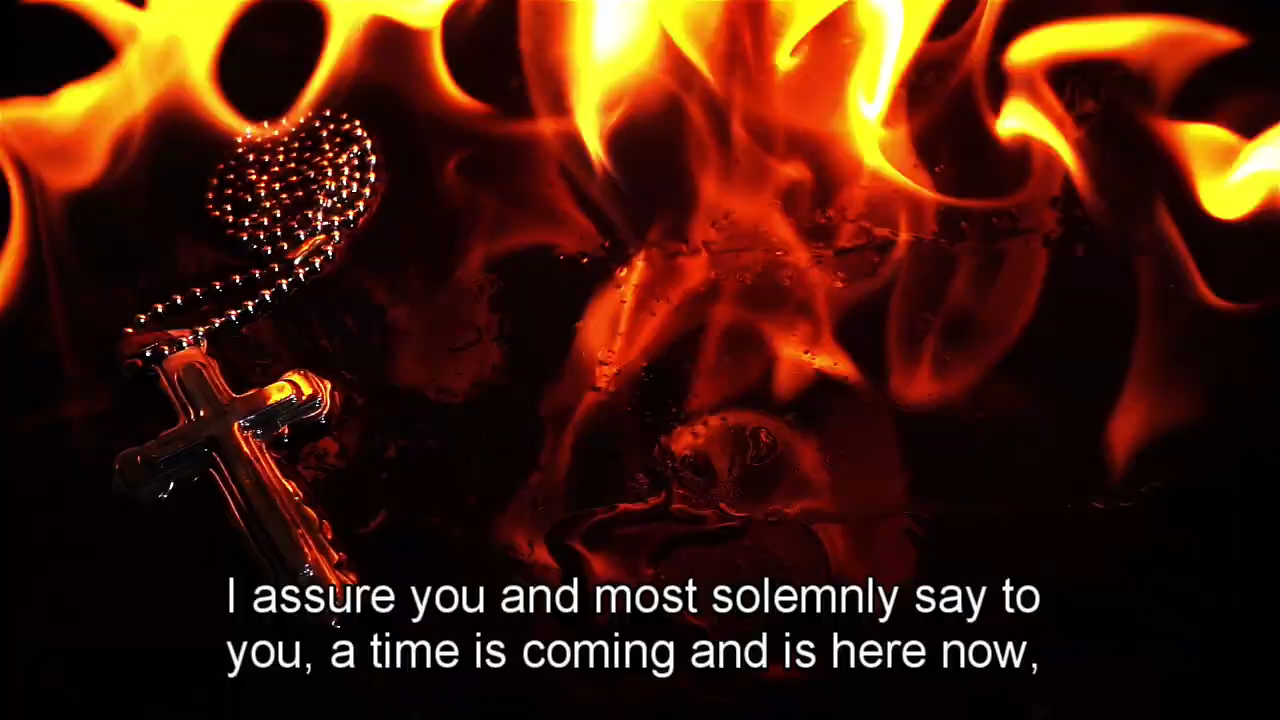 I assure you and most solemnly say to
you, a time is coming and is here now,